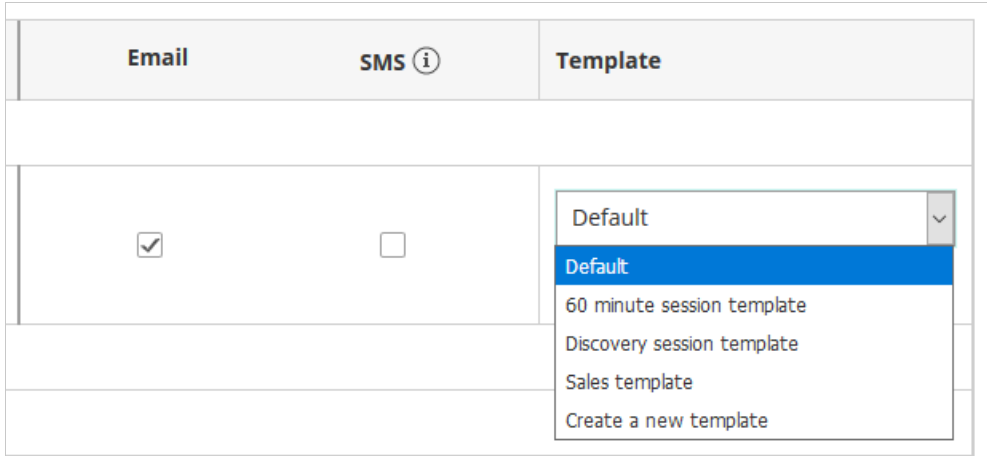 Email SMS Template
Default
Default
60 minute session template
Discovery session template
Sales template
Create a new template